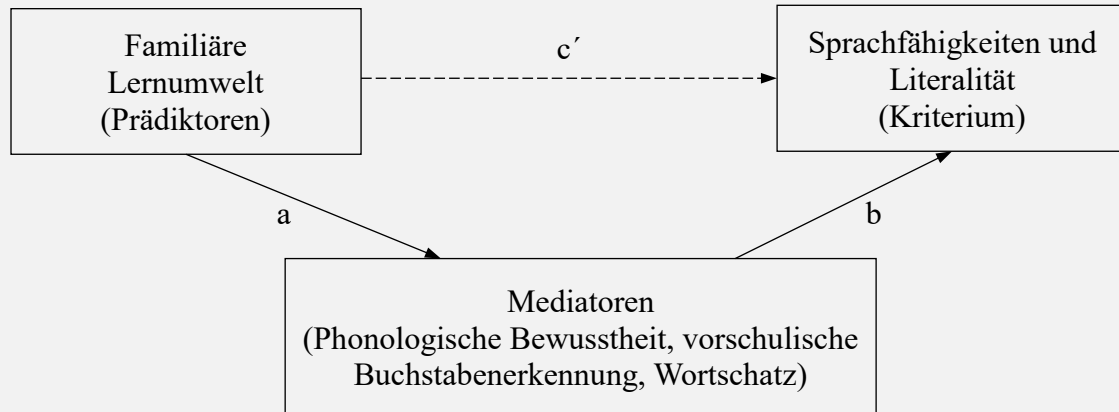 Familiäre
Lernumwelt
(Prädiktoren)
c´
Sprachfähigkeiten und
Literalität
(Kriterium)
a
b
Mediatoren
(Phonologische Bewusstheit, vorschulische
Buchstabenerkennung, Wortschatz)